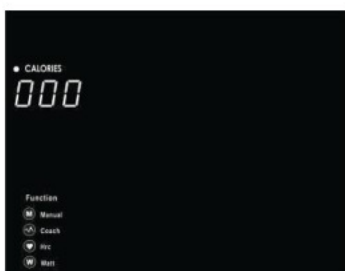 CALORIES
000
Function
M Manual
Coach
Hrc
W Watt